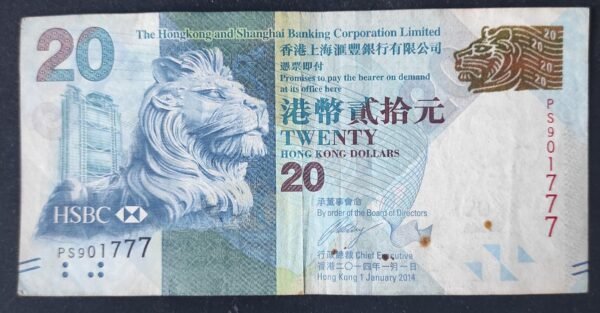 20
The Hongkong and Shanghai Banking Corporation Limited
香港上海滙豐銀行有限公司
憑票即付
Promises to pay the bearer on demand
at its office here
港幣貳拾元
TWENTY
HONG KONG DOLLARS
20
承董事會命
By order of the Board of Directors
行政總裁 Chief Executive
香港二〇一四年一月一日
Hong Kong 1 January 2014
HSBC
PS901777
20
20
20
20
PS901777